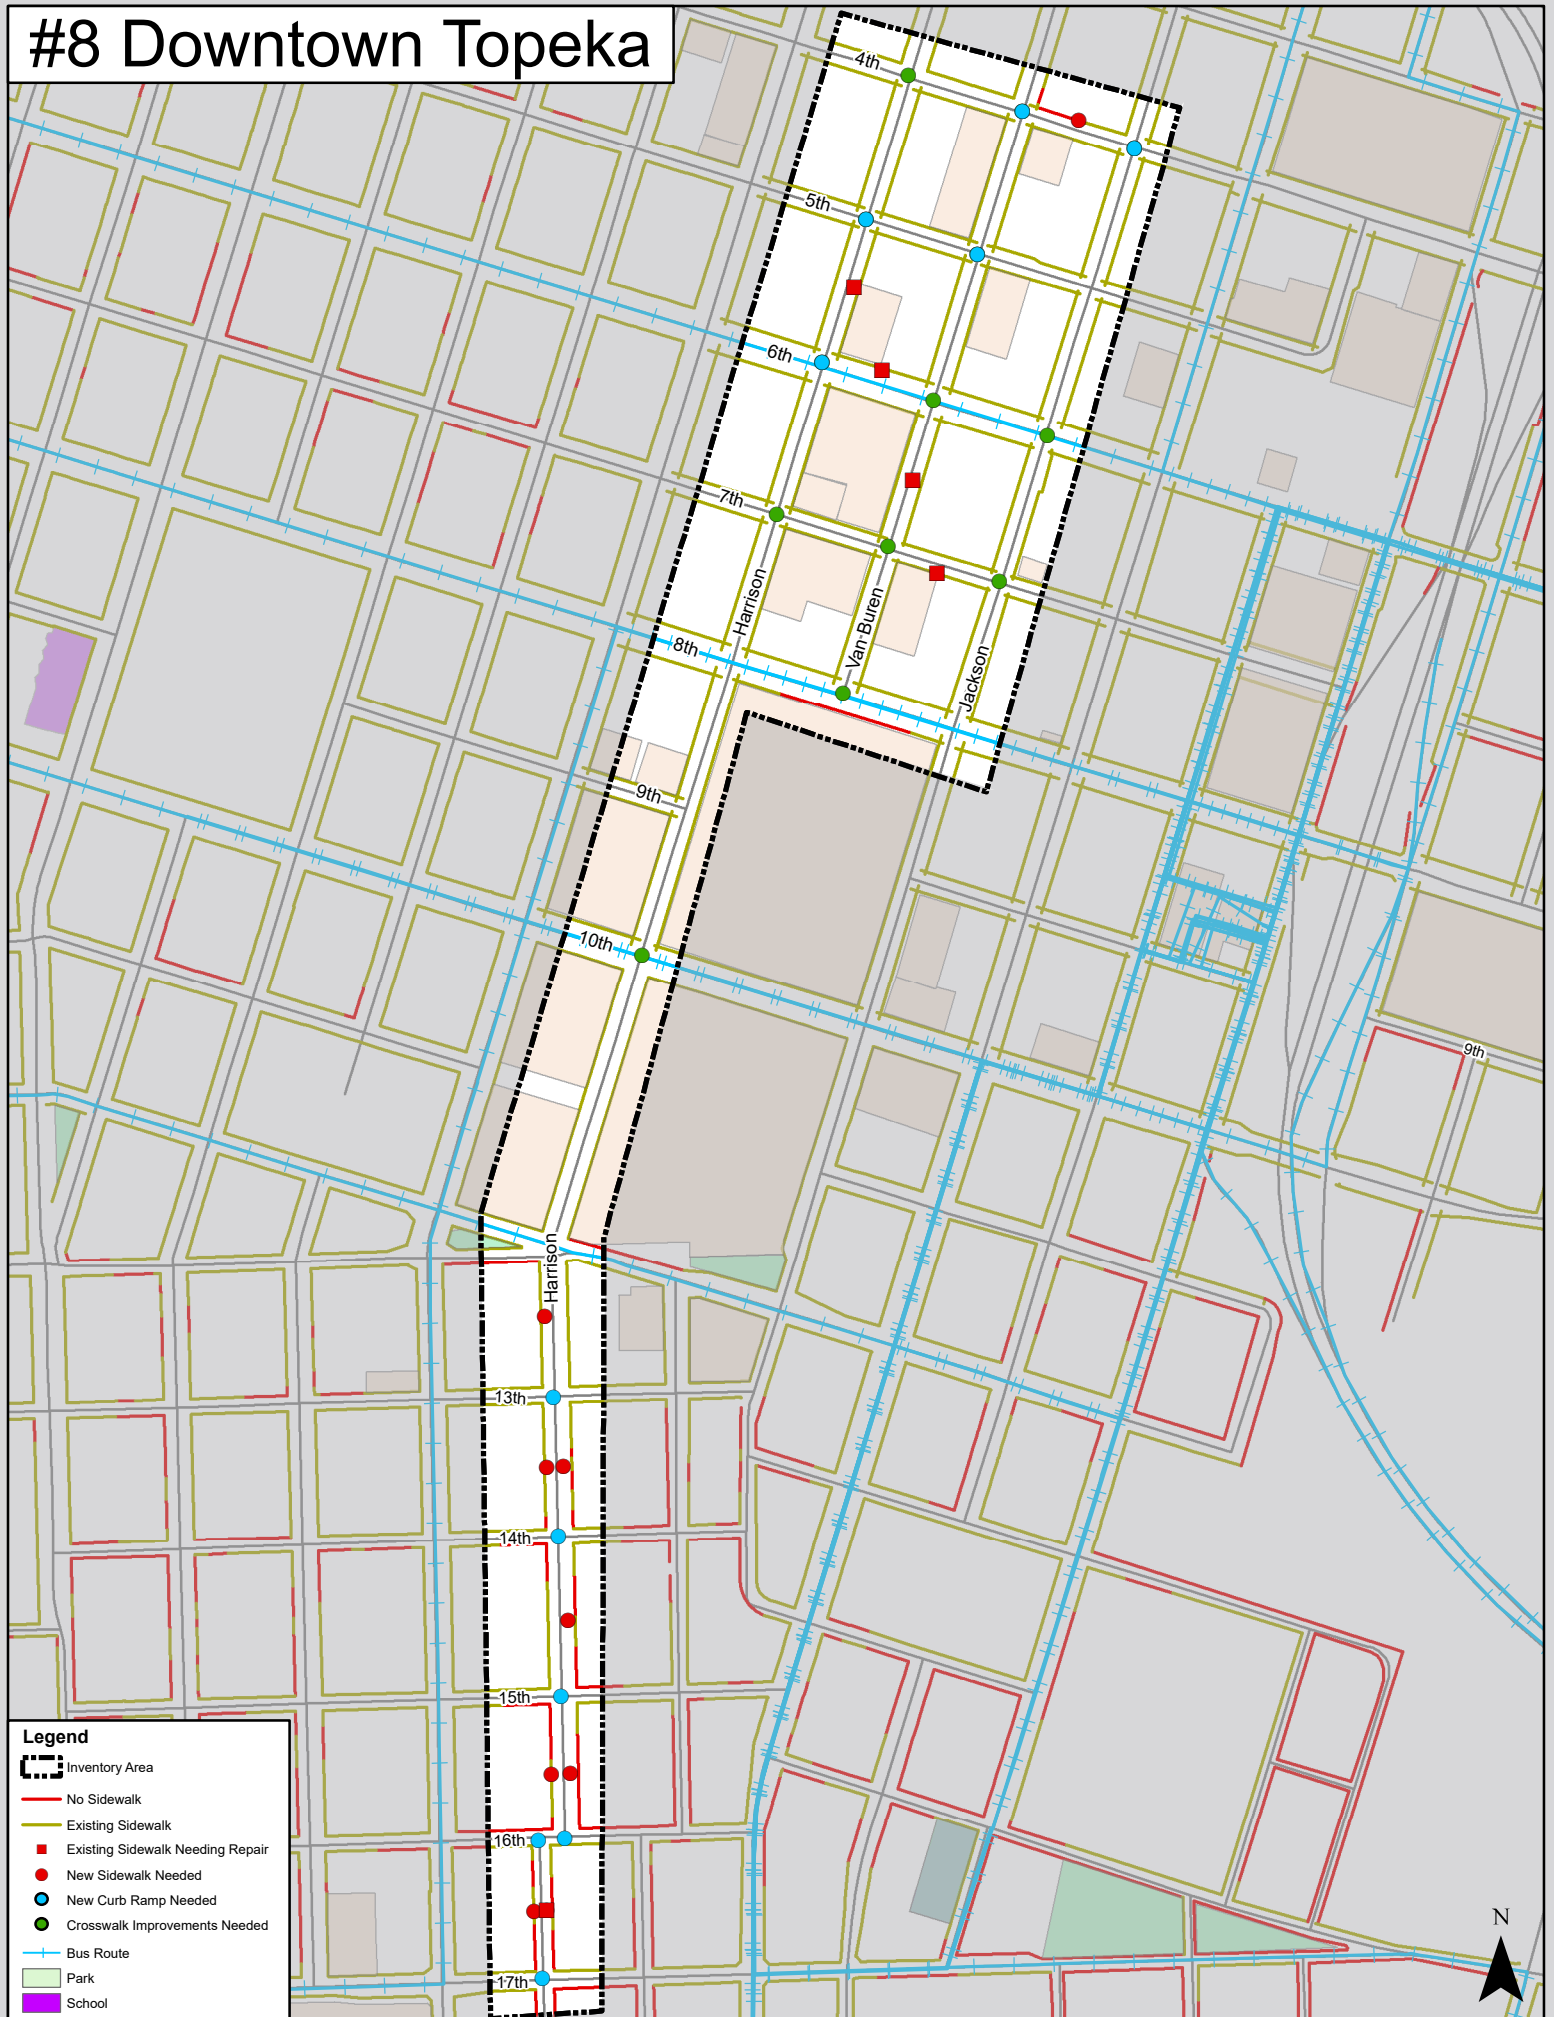 #8 Downtown Topeka
4th
5th
6th
7th
Harrison
Van Buren
8th
Jackson
9th
10th
9th
Harrison
13th
14th
15th
16th
17th
Legend
Inventory Area
No Sidewalk
Existing Sidewalk
Existing Sidewalk Needing Repair
New Sidewalk Needed
New Curb Ramp Needed
Crosswalk Improvements Needed
Bus Route
Park
School
N